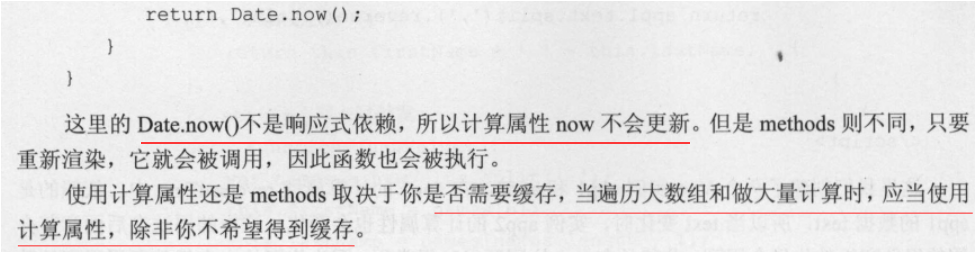 return Date.now();
}
}
这里的 Date.now()不是响应式依赖，所以计算属性 now 不会更新。但是 methods 则不同，只要
重新渲染，它就会被调用，因此函数也会被执行。
使用计算属性还是 methods 取决于你是否需要缓存，当遍历大数组和做大量计算时，应当使用
计算属性，除非你不希望得到缓存。